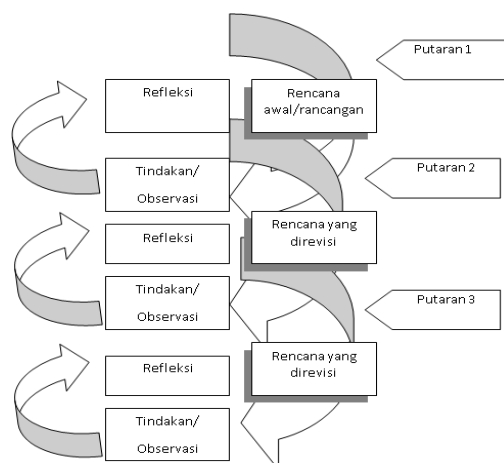 Putaran 1
Refleksi
Rencana
awal/rancangan
Tindakan/
Observasi
Putaran 2
Refleksi
Rencana yang
direvisi
Tindakan/
Observasi
Putaran 3
Refleksi
Rencana yang
direvisi
Tindakan/
Observasi